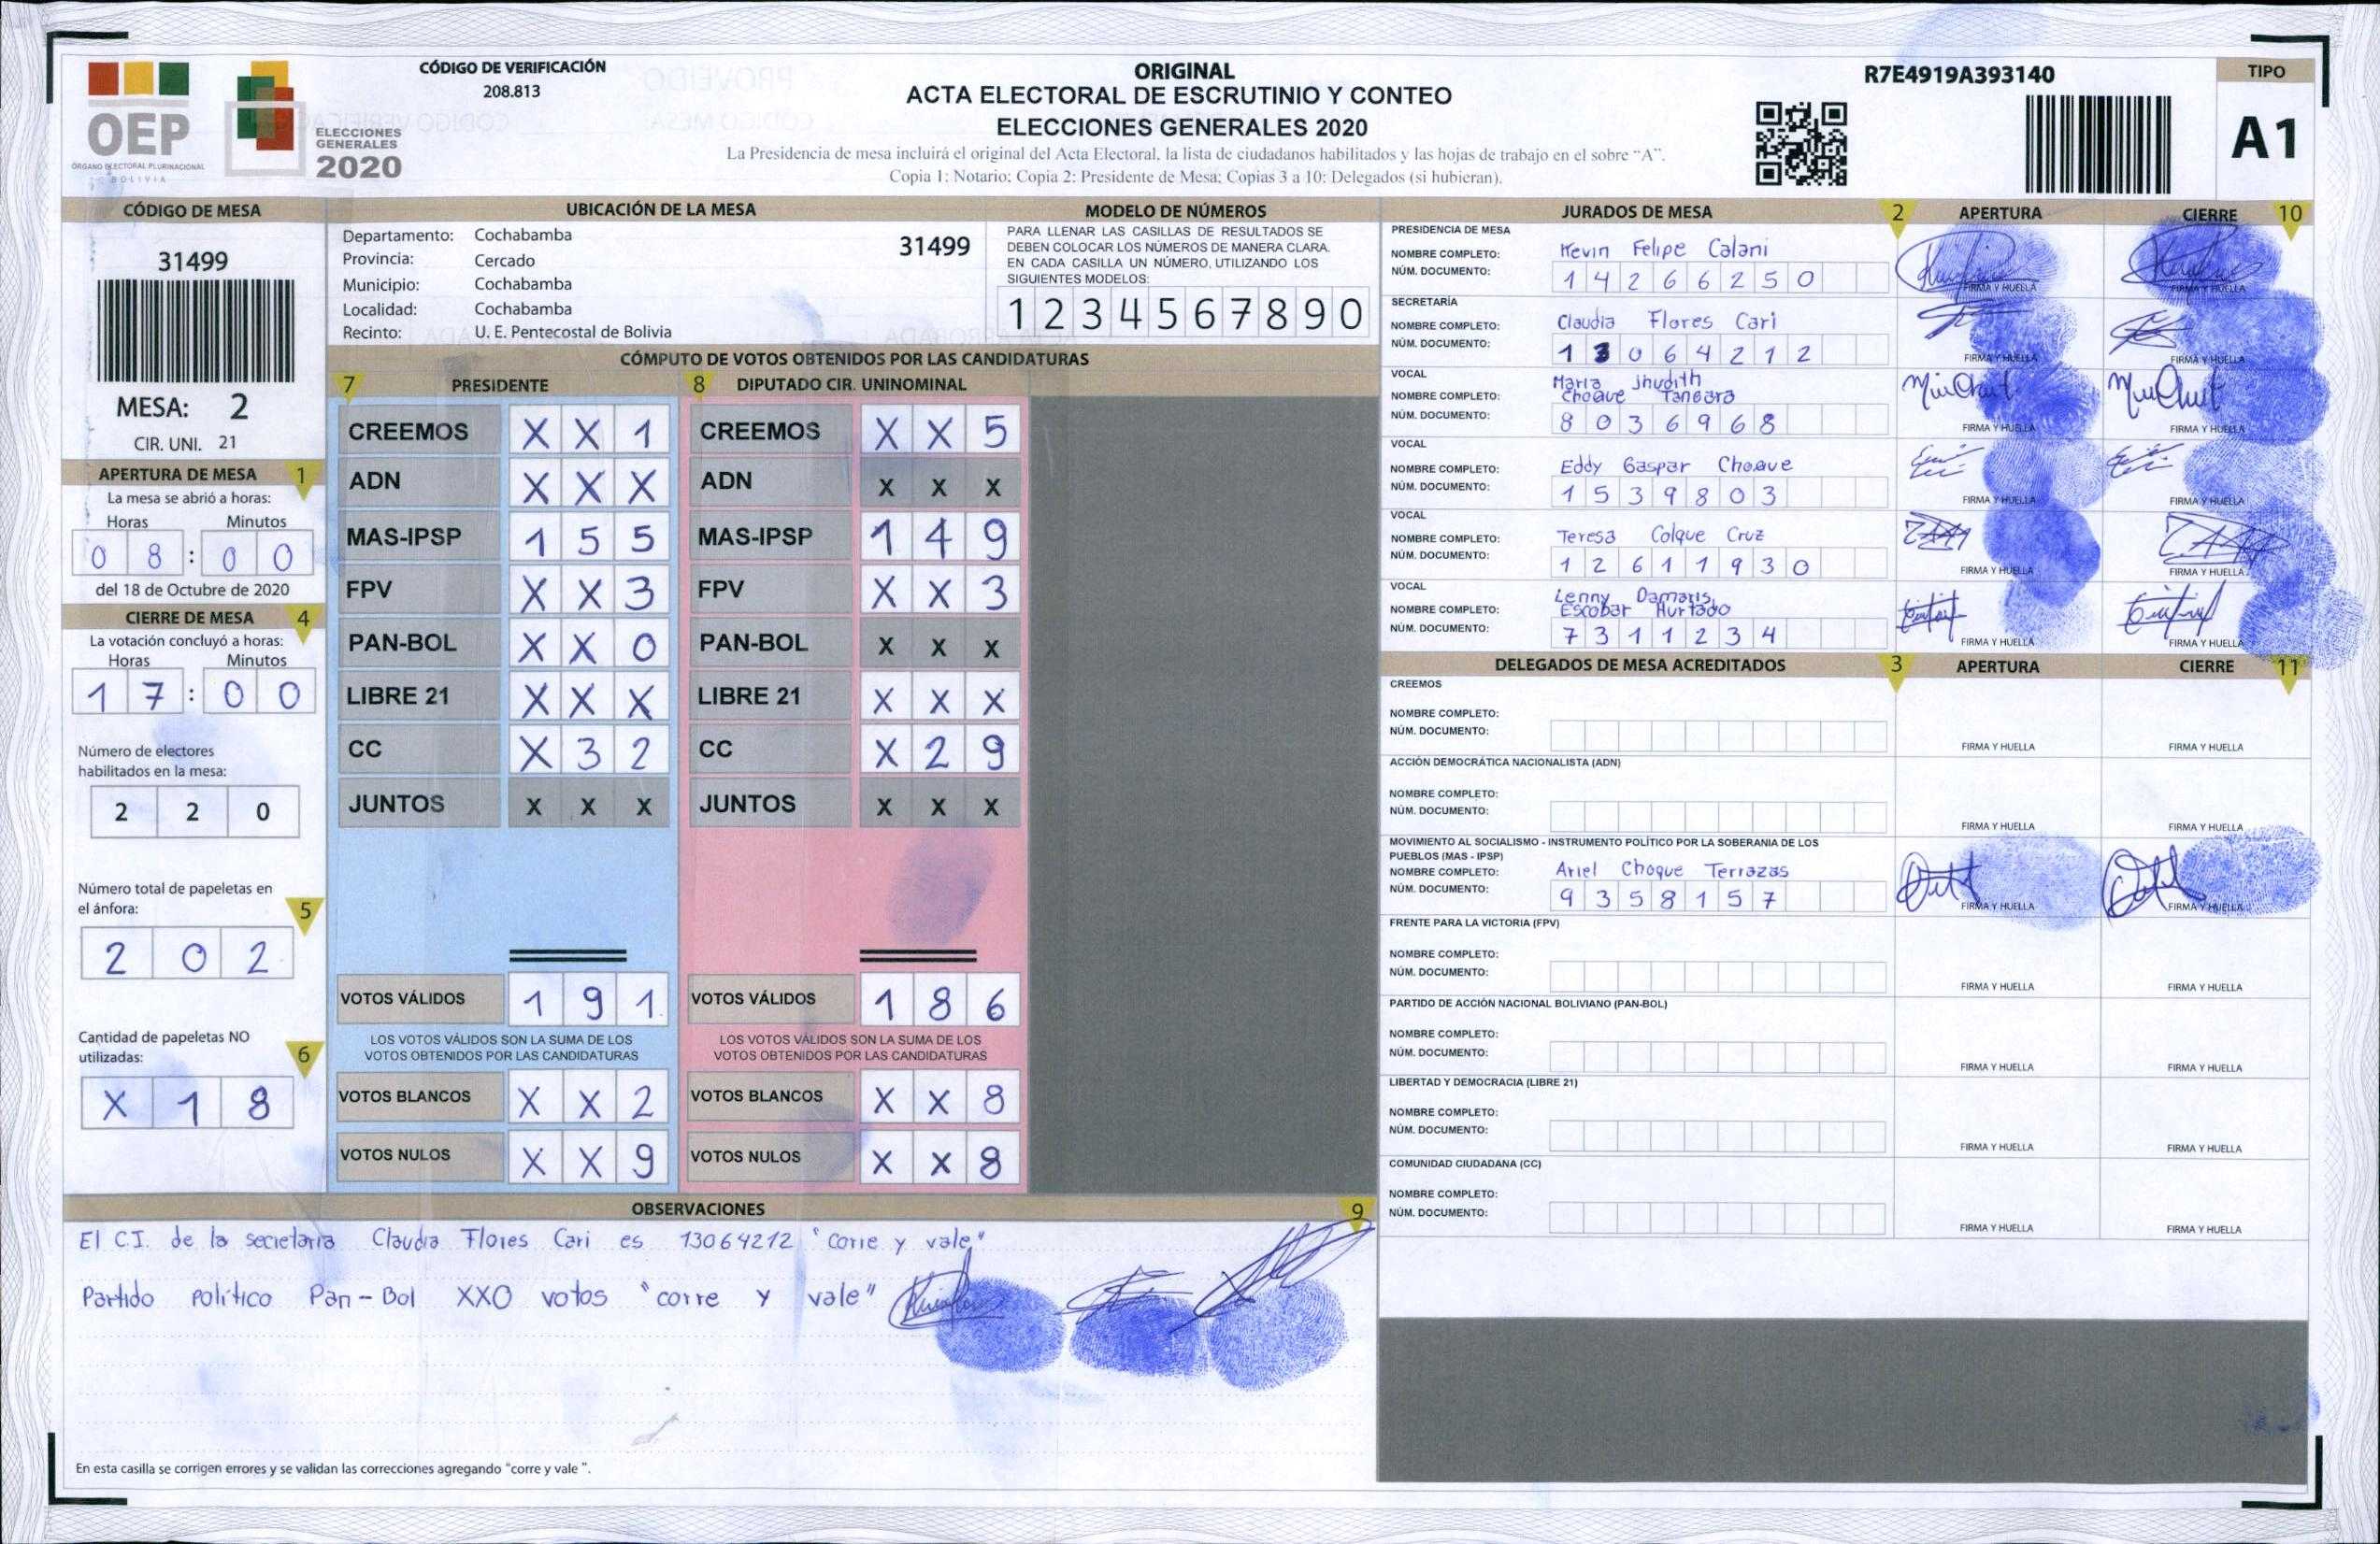 CÓDIGO DE VERIFICACIÓN
208.813
ORIGINAL
ACTA ELECTORAL DE ESCRUTINIO Y CONTEO
ELECCIONES GENERALES 2020
La Presidencia de mesa incluirá el original del Acta Electoral, la lista de ciudadanos habilitados y las hojas de trabajo en el sobre "A".
Copia 1: Notario; Copia 2: Presidente de Mesa; Copias 3 a 10: Delegados (si hubieran).
R7E4919A393140
TIPO
A1
OEP
ÓRGANO ELECTORAL PLURINACIONAL
BOLIVIA
ELECCIONES
GENERALES
2020
CÓDIGO DE MESA
31499
MESA: 2
CIR. UNI. 21
APERTURA DE MESA 1
La mesa se abrió a horas:
Horas Minutos
0 8 : 0 0
del 18 de Octubre de 2020
CIERRE DE MESA 4
La votación concluyó a horas:
Horas Minutos
1 7 : 0 0
Número de electores
habilitados en la mesa:
2 2 0
Número total de papeletas en
el ánfora: 5
2 0 2
Cantidad de papeletas NO
utilizadas: 6
X 1 8
UBICACIÓN DE LA MESA
Departamento: Cochabamba 31499
Provincia: Cercado
Municipio: Cochabamba
Localidad: Cochabamba
Recinto: U. E. Pentecostal de Bolivia
MODELO DE NÚMEROS
PARA LLENAR LAS CASILLAS DE RESULTADOS SE
DEBEN COLOCAR LOS NÚMEROS DE MANERA CLARA.
EN CADA CASILLA UN NÚMERO, UTILIZANDO LOS
SIGUIENTES MODELOS:
1 2 3 4 5 6 7 8 9 0
CÓMPUTO DE VOTOS OBTENIDOS POR LAS CANDIDATURAS
7 PRESIDENTE 8 DIPUTADO CIR. UNINOMINAL
CREEMOS X X 1 CREEMOS X X 5
ADN X X X ADN X X X
MAS-IPSP 1 5 5 MAS-IPSP 1 4 9
FPV X X 3 FPV X X 3
PAN-BOL X X 0 PAN-BOL X X X
LIBRE 21 X X X LIBRE 21 X X X
CC X 3 2 CC X 2 9
JUNTOS X X X JUNTOS X X X
VOTOS VÁLIDOS 1 9 1 VOTOS VÁLIDOS 1 8 6
LOS VOTOS VÁLIDOS SON LA SUMA DE LOS LOS VOTOS VÁLIDOS SON LA SUMA DE LOS
VOTOS OBTENIDOS POR LAS CANDIDATURAS VOTOS OBTENIDOS POR LAS CANDIDATURAS
VOTOS BLANCOS X X 2 VOTOS BLANCOS X X 8
VOTOS NULOS X X 9 VOTOS NULOS X X 8
OBSERVACIONES 9
El C.I. de la secretaria Claudia Flores Cari es 13064212 "corre y vale"
Partido político Pan-Bol XXO votos "corre y vale"
En esta casilla se corrigen errores y se validan las correcciones agregando "corre y vale ".
JURADOS DE MESA 2 APERTURA CIERRE 10
PRESIDENCIA DE MESA
NOMBRE COMPLETO: Kevin Felipe Calani
NÚM. DOCUMENTO: 1 4 2 6 6 2 5 0
FIRMA Y HUELLA FIRMA Y HUELLA
SECRETARÍA
NOMBRE COMPLETO: Claudia Flores Cari
NÚM. DOCUMENTO: 1 3 0 6 4 2 1 2
FIRMA Y HUELLA FIRMA Y HUELLA
VOCAL
Maria Jhudith
NOMBRE COMPLETO: Choque Tangara
NÚM. DOCUMENTO: 8 0 3 6 9 6 8
FIRMA Y HUELLA FIRMA Y HUELLA
VOCAL
NOMBRE COMPLETO: Eddy Gaspar Choque
NÚM. DOCUMENTO: 1 5 3 9 8 0 3
FIRMA Y HUELLA FIRMA Y HUELLA
VOCAL
NOMBRE COMPLETO: Teresa Colque Cruz
NÚM. DOCUMENTO: 1 2 6 1 1 9 3 0
FIRMA Y HUELLA FIRMA Y HUELLA
VOCAL
Lenny Damaris
NOMBRE COMPLETO: Escobar Hurtado
NÚM. DOCUMENTO: 7 3 1 1 2 3 4
FIRMA Y HUELLA FIRMA Y HUELLA
DELEGADOS DE MESA ACREDITADOS 3 APERTURA CIERRE 11
CREEMOS
NOMBRE COMPLETO:
NÚM. DOCUMENTO:
FIRMA Y HUELLA FIRMA Y HUELLA
ACCIÓN DEMOCRÁTICA NACIONALISTA (ADN)
NOMBRE COMPLETO:
NÚM. DOCUMENTO:
FIRMA Y HUELLA FIRMA Y HUELLA
MOVIMIENTO AL SOCIALISMO - INSTRUMENTO POLÍTICO POR LA SOBERANIA DE LOS
PUEBLOS (MAS - IPSP)
NOMBRE COMPLETO: Ariel Choque Terrazas
NÚM. DOCUMENTO: 9 3 5 8 1 5 7
FIRMA Y HUELLA FIRMA Y HUELLA
FRENTE PARA LA VICTORIA (FPV)
NOMBRE COMPLETO:
NÚM. DOCUMENTO:
FIRMA Y HUELLA FIRMA Y HUELLA
PARTIDO DE ACCIÓN NACIONAL BOLIVIANO (PAN-BOL)
NOMBRE COMPLETO:
NÚM. DOCUMENTO:
FIRMA Y HUELLA FIRMA Y HUELLA
LIBERTAD Y DEMOCRACIA (LIBRE 21)
NOMBRE COMPLETO:
NÚM. DOCUMENTO:
FIRMA Y HUELLA FIRMA Y HUELLA
COMUNIDAD CIUDADANA (CC)
NOMBRE COMPLETO:
NÚM. DOCUMENTO:
FIRMA Y HUELLA FIRMA Y HUELLA